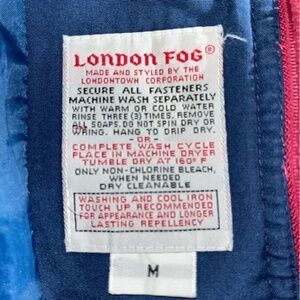 LONDON FOG®
MADE AND STYLED BY THE
LONDONTOWN CORPORATION
SECURE ALL FASTENERS
MACHINE WASH SEPARATELY
WITH WARM OR COLD WATER
RINSE THREE (3) TIMES. REMOVE
ALL SOAPS. DO NOT SPIN DRY OR
WRING. HANG TO DRIP DRY.
- OR -
COMPLETE WASH CYCLE
PLACE IN MACHINE DRYER
TUMBLE DRY AT 160° F
ONLY NON-CHLORINE BLEACH,
WHEN NEEDED
DRY CLEANABLE
WASHING AND COOL IRON
TOUCH UP RECOMMENDED
FOR APPEARANCE AND LONGER
LASTING REPELLENCY
M